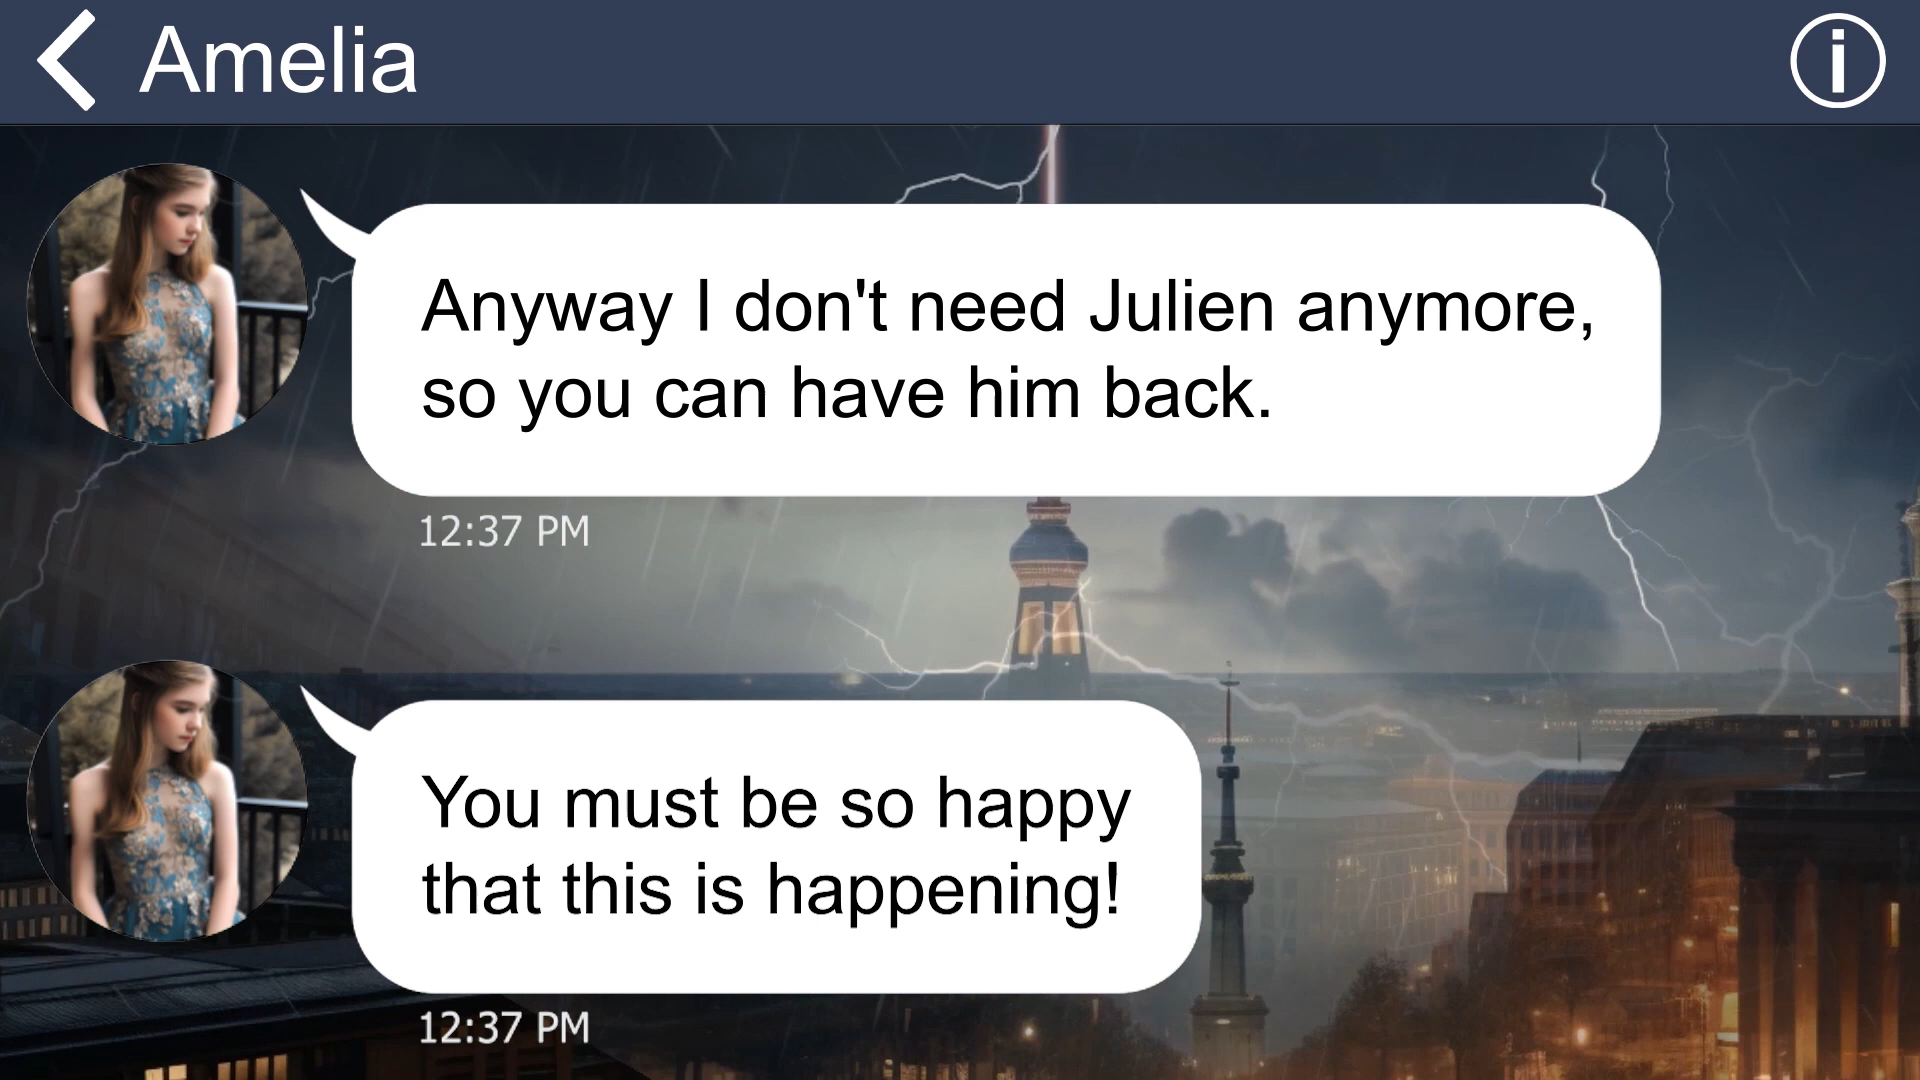 Amelia
Anyway I don't need Julien anymore,
so you can have him back.
12:37 PM
You must be so happy
that this is happening!
12:37 PM